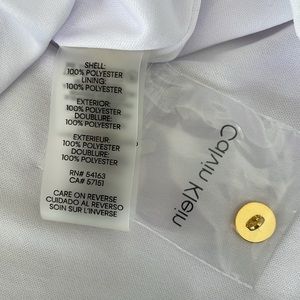 SHELL:
100% POLYESTER
LINING:
100% POLYESTER
EXTERIOR:
100% POLYESTER
DOUBLURE:
100% POLYESTER
EXTERIEUR:
100% POLYESTER
DOUBLURE:
100% POLYESTER
RN# 54163
CA# 57151
CARE ON REVERSE
CUIDADO AL REVERSO
SOIN SUR L'INVERSE
Calvin Klein